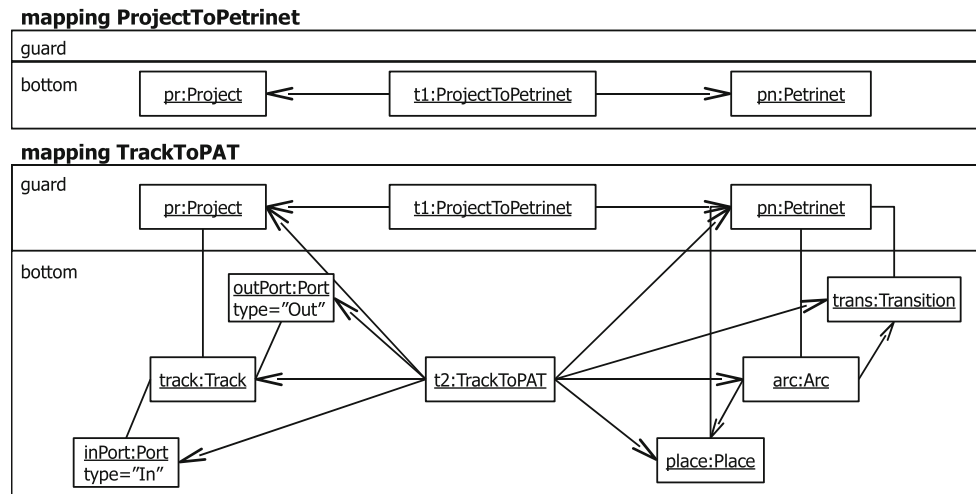 mapping ProjectToPetrinet
guard
bottom
pr:Project
t1:ProjectToPetrinet
pn:Petrinet
mapping TrackToPAT
guard
pr:Project
t1:ProjectToPetrinet
pn:Petrinet
bottom
outPort:Port
type="Out"
trans:Transition
track:Track
t2:TrackToPAT
arc:Arc
inPort:Port
type="In"
place:Place